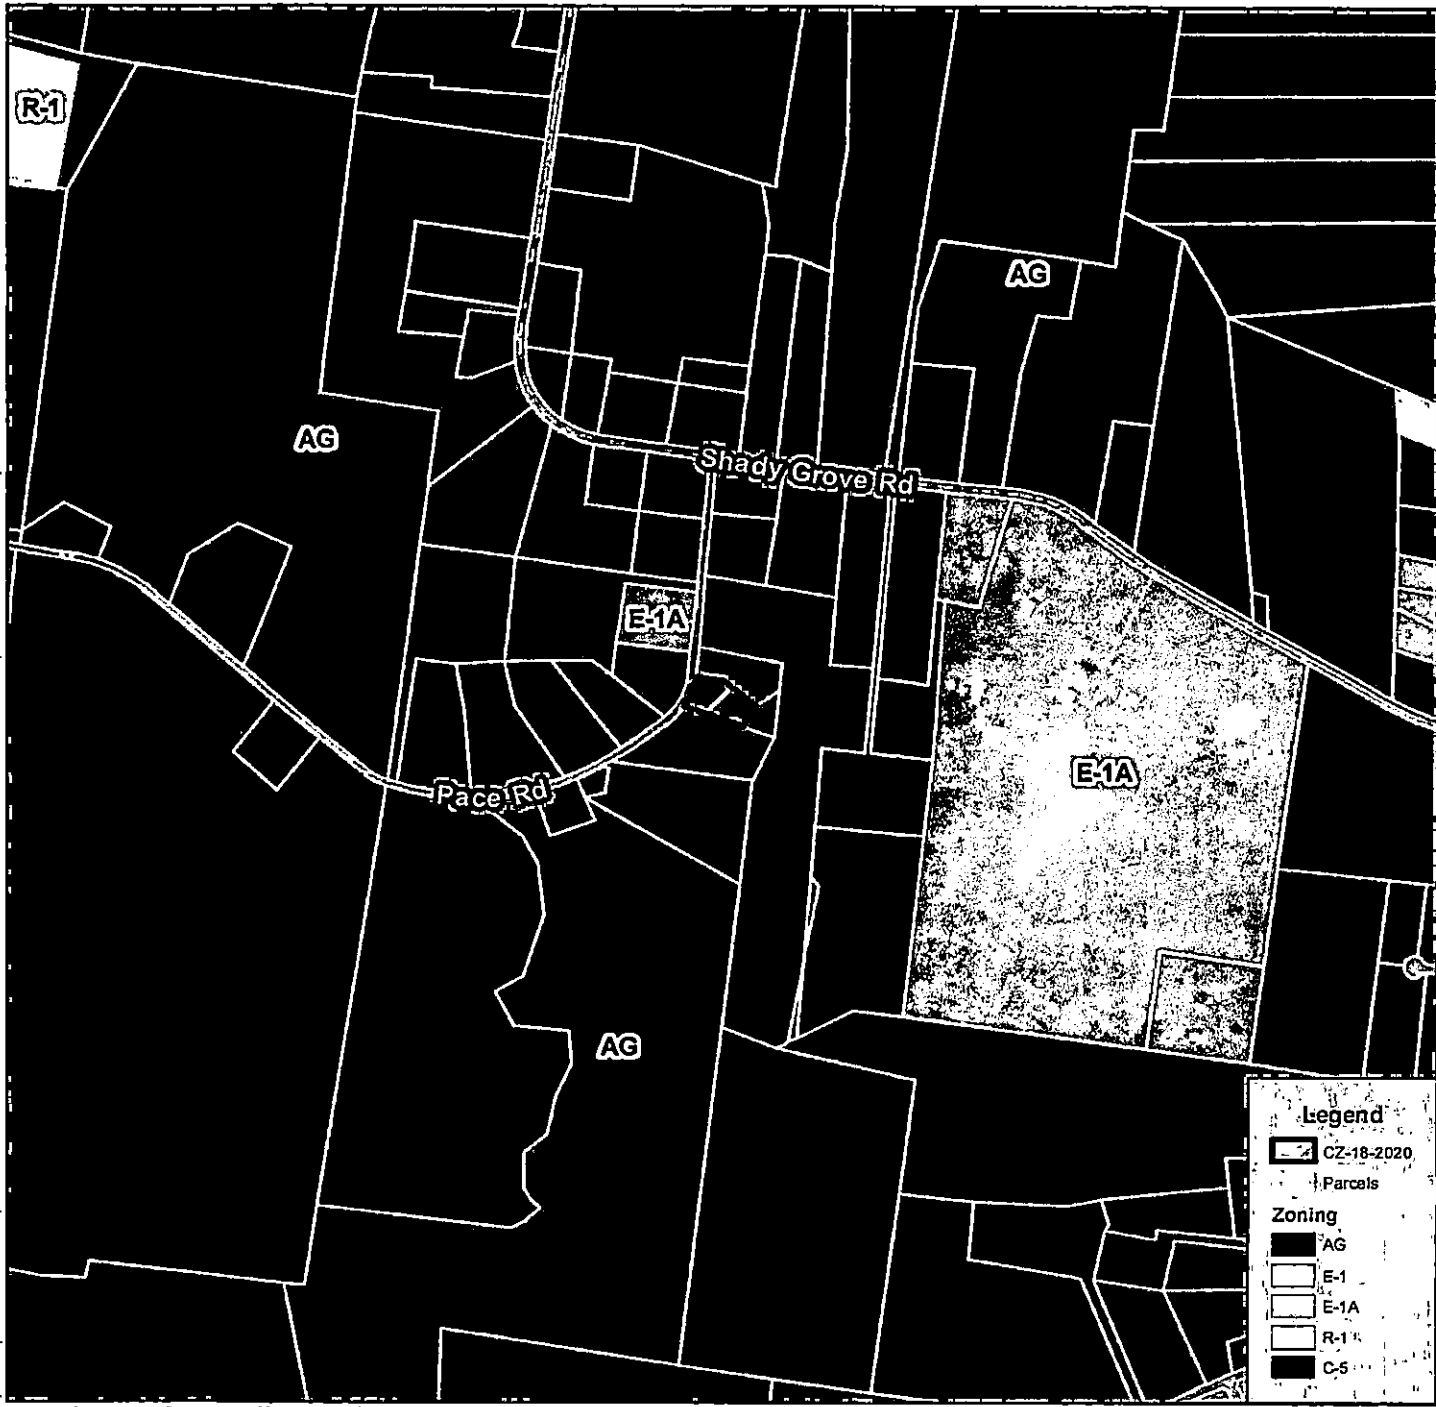 R-1
AG
AG
Shady Grove Rd
E-1A
E-1A
Pace Rd
AG
Legend
CZ-18-2020
Parcels
Zoning
AG
E-1
E-1A
R-1
C-5